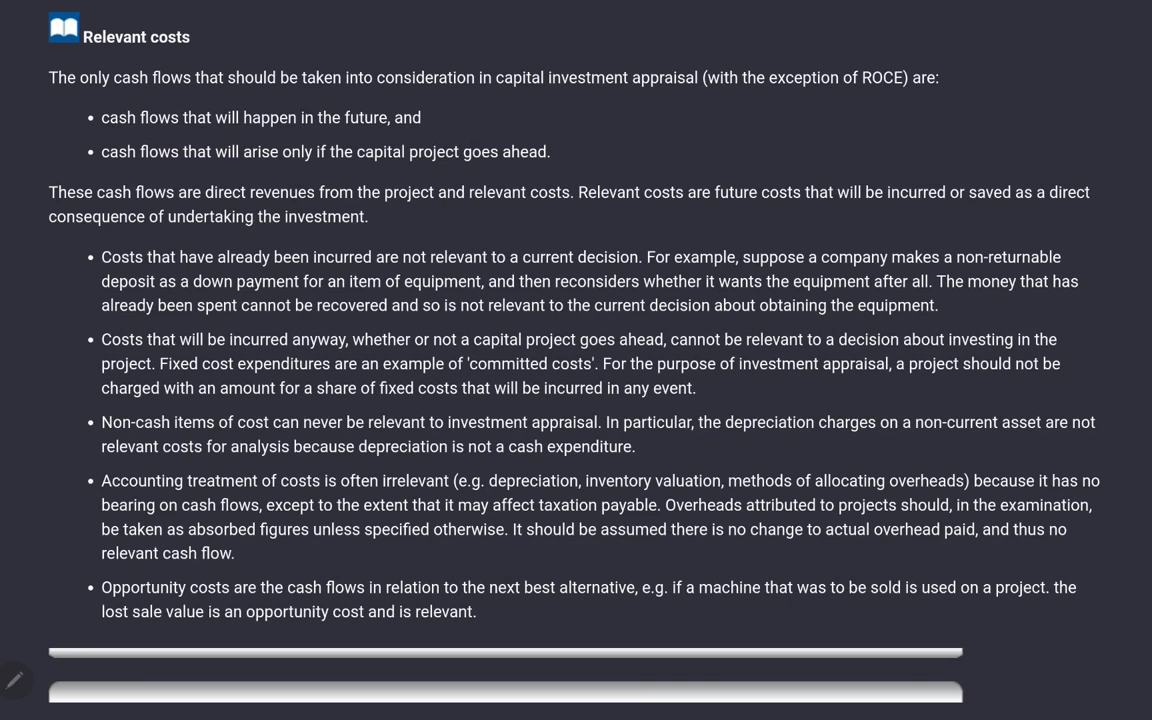 Relevant costs
The only cash flows that should be taken into consideration in capital investment appraisal (with the exception of ROCE) are:
• cash flows that will happen in the future, and
• cash flows that will arise only if the capital project goes ahead.
These cash flows are direct revenues from the project and relevant costs. Relevant costs are future costs that will be incurred or saved as a direct
consequence of undertaking the investment.
• Costs that have already been incurred are not relevant to a current decision. For example, suppose a company makes a non-returnable
deposit as a down payment for an item of equipment, and then reconsiders whether it wants the equipment after all. The money that has
already been spent cannot be recovered and so is not relevant to the current decision about obtaining the equipment.
• Costs that will be incurred anyway, whether or not a capital project goes ahead, cannot be relevant to a decision about investing in the
project. Fixed cost expenditures are an example of 'committed costs'. For the purpose of investment appraisal, a project should not be
charged with an amount for a share of fixed costs that will be incurred in any event.
• Non-cash items of cost can never be relevant to investment appraisal. In particular, the depreciation charges on a non-current asset are not
relevant costs for analysis because depreciation is not a cash expenditure.
• Accounting treatment of costs is often irrelevant (e.g. depreciation, inventory valuation, methods of allocating overheads) because it has no
bearing on cash flows, except to the extent that it may affect taxation payable. Overheads attributed to projects should, in the examination,
be taken as absorbed figures unless specified otherwise. It should be assumed there is no change to actual overhead paid, and thus no
relevant cash flow.
• Opportunity costs are the cash flows in relation to the next best alternative, e.g. if a machine that was to be sold is used on a project. the
lost sale value is an opportunity cost and is relevant.